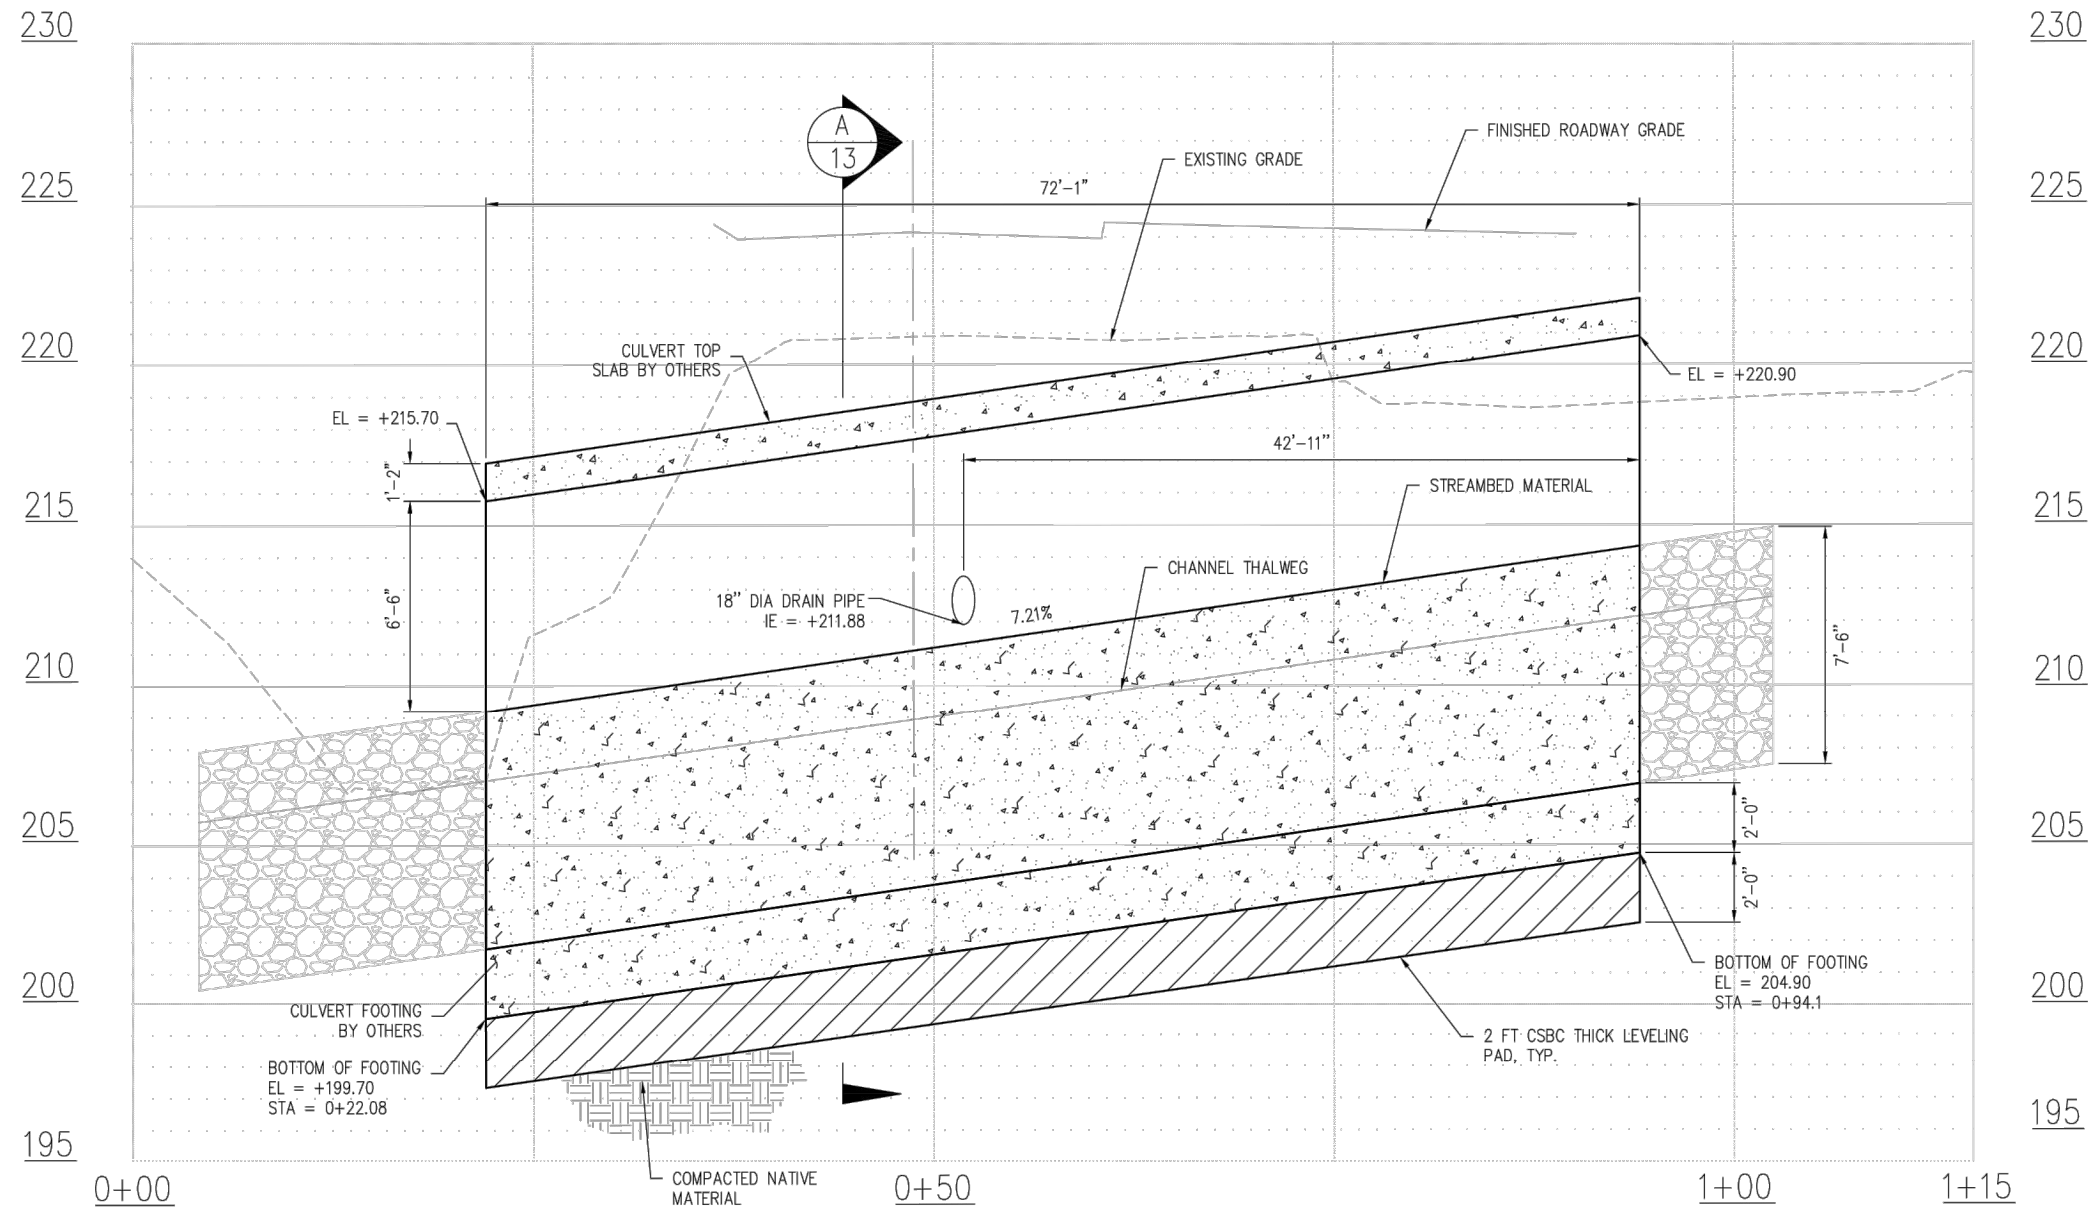 230
230
A
13
FINISHED ROADWAY GRADE
EXISTING GRADE
72'-1"
225
225
220
220
CULVERT TOP
SLAB BY OTHERS
EL = +220.90
EL = +215.70
42'-11"
1'-2"
STREAMBED MATERIAL
215
215
CHANNEL THALWEG
6'-6"
18" DIA DRAIN PIPE
IE = +211.88
7.21%
7'-6"
210
210
205
205
2'-0"
2'-0"
BOTTOM OF FOOTING
EL = 204.90
STA = 0+94.1
200
200
CULVERT FOOTING
BY OTHERS
2 FT CSBC THICK LEVELING
PAD, TYP.
BOTTOM OF FOOTING
EL = +199.70
STA = 0+22.08
195
195
COMPACTED NATIVE
MATERIAL
0+00
0+50
1+00
1+15